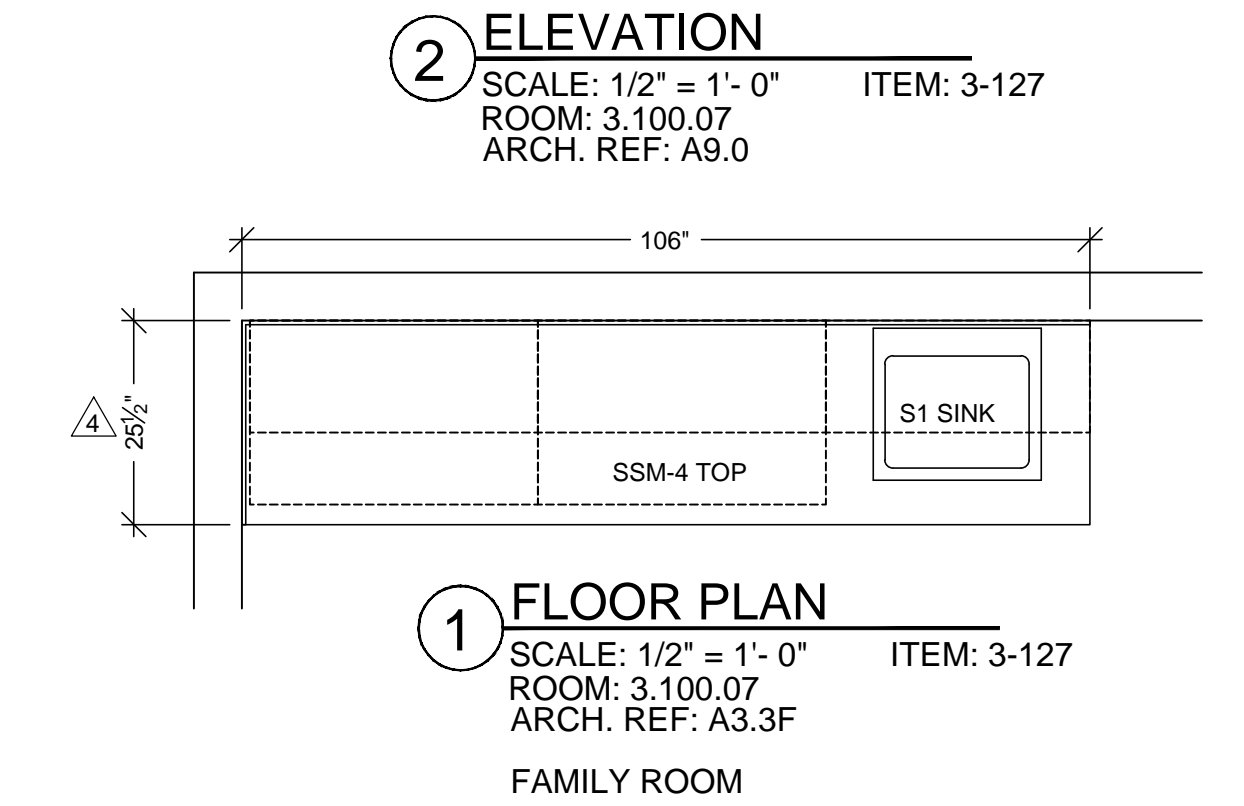 2
ELEVATION
SCALE: 1/2" = 1'- 0" ITEM: 3-127
ROOM: 3.100.07
ARCH. REF: A9.0
106"
4
25½"
S1 SINK
SSM-4 TOP
1
FLOOR PLAN
SCALE: 1/2" = 1'- 0" ITEM: 3-127
ROOM: 3.100.07
ARCH. REF: A3.3F
FAMILY ROOM